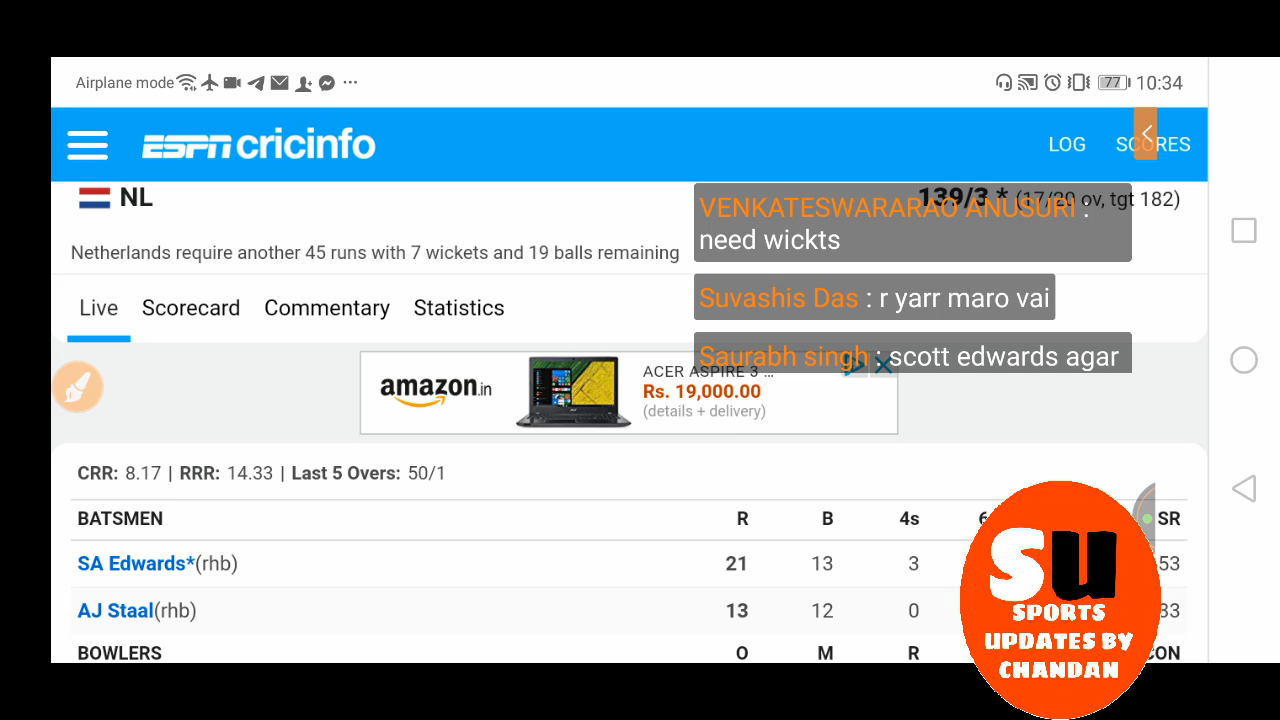 Airplane mode
77 10:34
ESPN cricinfo
LOG SCORES
NL
139/3 * (17/20 ov, tgt 182)
VENKATESWARARAO ANUSURI :
need wickts
Netherlands require another 45 runs with 7 wickets and 19 balls remaining
Suvashis Das : r yarr maro vai
Live Scorecard Commentary Statistics
Saurabh singh : scott edwards agar
amazon.in
ACER ASPIRE 3 ...
Rs. 19,000.00
(details + delivery)
CRR: 8.17 | RRR: 14.33 | Last 5 Overs: 50/1
BATSMEN R B 4s SR
SA Edwards*(rhb) 21 13 3 53
AJ Staal(rhb) 13 12 0 33
BOWLERS O M R CON
SU
SPORTS
UPDATES BY
CHANDAN